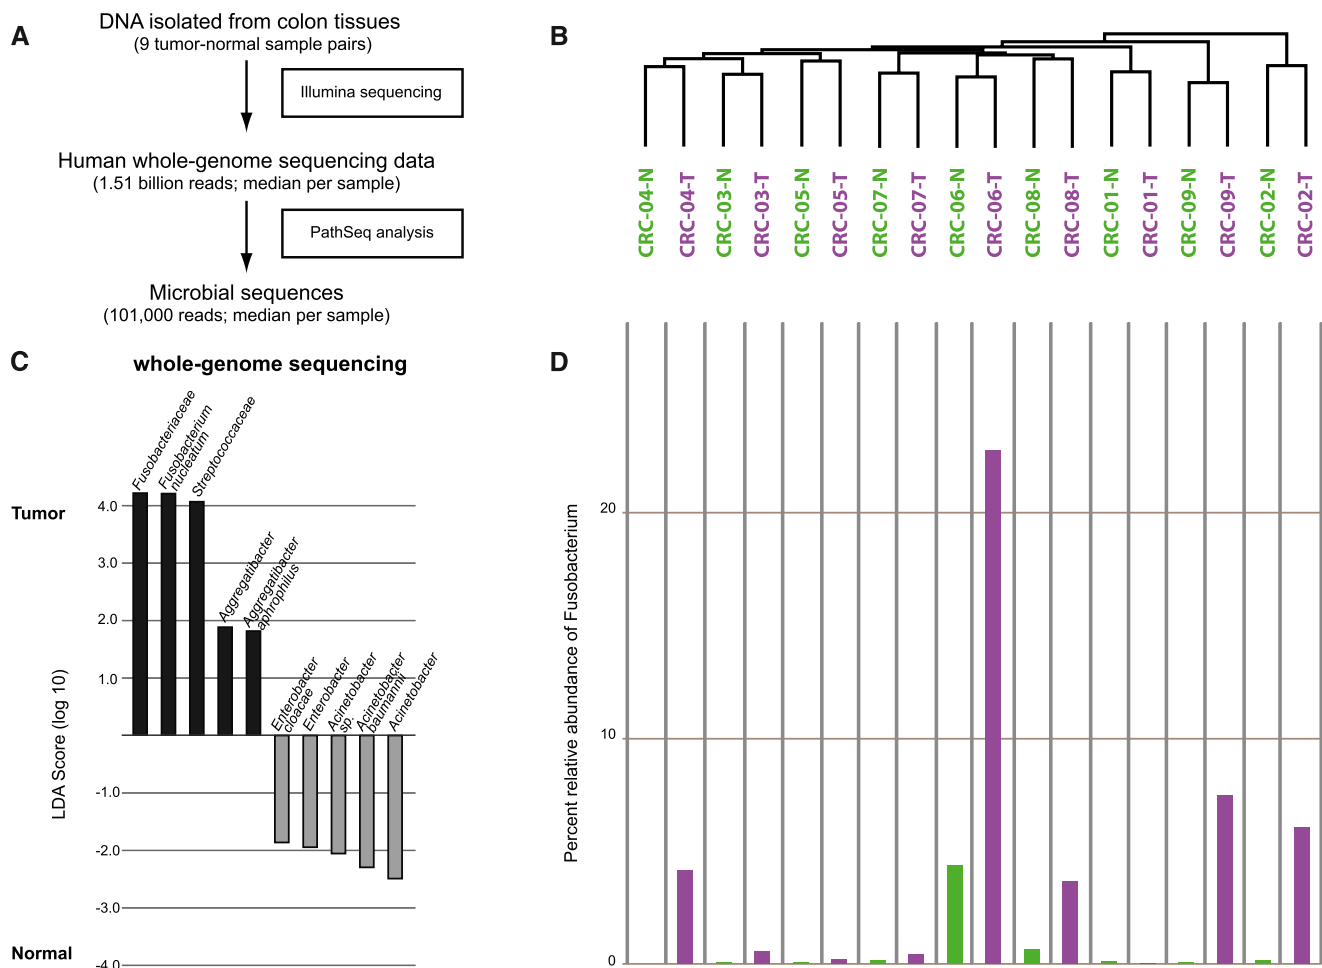 A
DNA isolated from colon tissues
(9 tumor-normal sample pairs)
Illumina sequencing
Human whole-genome sequencing data
(1.51 billion reads; median per sample)
PathSeq analysis
Microbial sequences
(101,000 reads; median per sample)
B
CRC-04-N
CRC-04-T
CRC-03-N
CRC-03-T
CRC-05-N
CRC-05-T
CRC-07-N
CRC-07-T
CRC-06-N
CRC-06-T
CRC-08-N
CRC-08-T
CRC-01-N
CRC-01-T
CRC-09-N
CRC-09-T
CRC-02-N
CRC-02-T
C
whole-genome sequencing
Fusobacteriaceae
Fusobacterium
nucleatum
Streptococcaceae
Aggregatibacter
Aggregatibacter
aphrophilus
Enterobacter
cloacae
Enterobacter
Acinetobacter
sp.
Acinetobacter
baumannii
Acinetobacter
Tumor
4.0
3.0
2.0
1.0
-1.0
-2.0
-3.0
-4.0
Normal
LDA Score (log 10)
D
Percent relative abundance of Fusobacterium
20
10
0